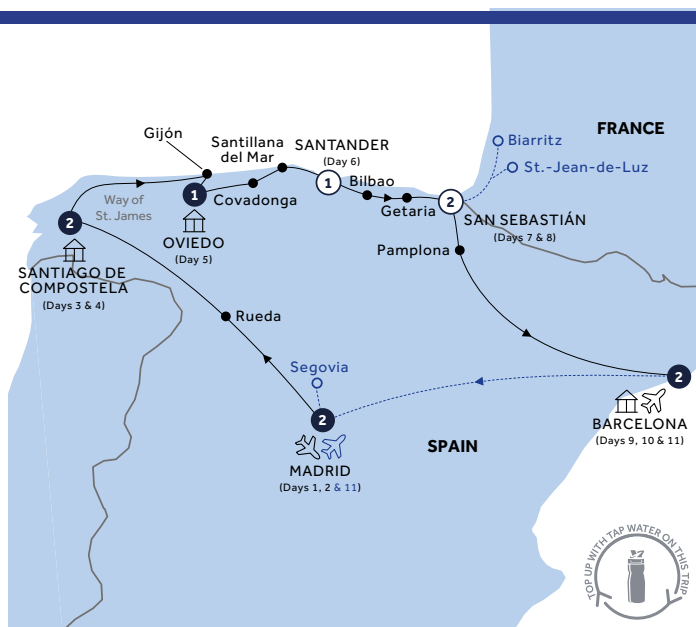 Gijón
Santillana
del Mar
SANTANDER
(Day 6)
1
Bilbao
Biarritz
FRANCE
St.-Jean-de-Luz
Way of
St. James
1
Covadonga
Getaria
2
SAN SEBASTIÁN
(Days 7 & 8)
2
OVIEDO
(Day 5)
Pamplona
SANTIAGO DE
COMPOSTELA
(Days 3 & 4)
Rueda
Segovia
2
2
BARCELONA
(Days 9, 10 & 11)
SPAIN
MADRID
(Days 1, 2 & 11)
TOP UP WITH TAP WATER ON THIS TRIP